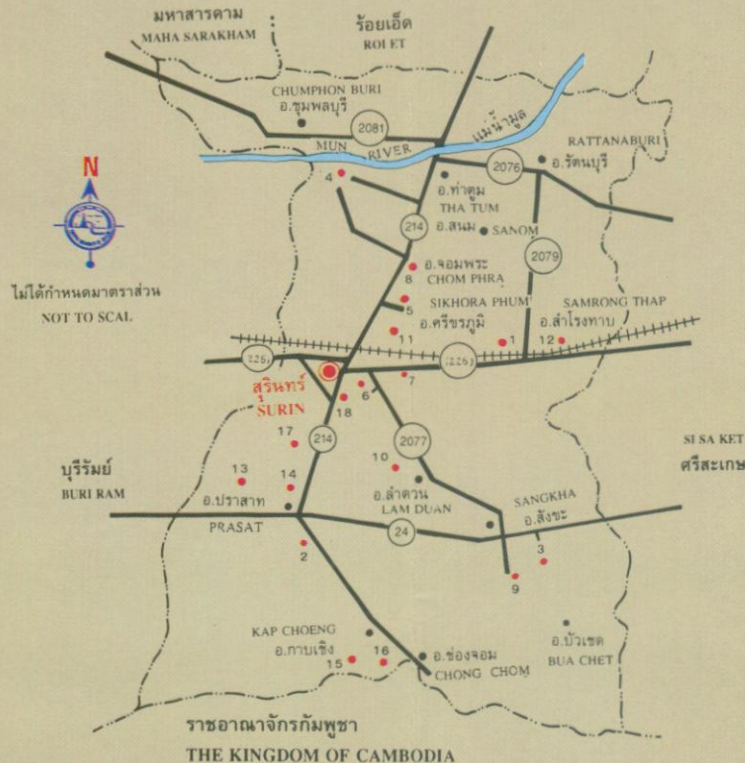 มหาสารคาม
MAHA SARAKHAM
ร้อยเอ็ด
ROI ET
CHUMPHON BURI
อ.ชุมพลบุรี
2081
แม่น้ำมูล
MUN RIVER
RATTANABURI
อ.รัตนบุรี
2076
N
4
อ.ท่าตูม
THA TUM
214
อ.สนม
SANOM
2079
ไม่ได้กำหนดมาตราส่วน
NOT TO SCAL
อ.จอมพระ
CHOM PHRA
8
5
SIKHORA PHUM
อ.ศรีขรภูมิ
SAMRONG THAP
อ.สำโรงทาบ
11
1
12
226
226
สุรินทร์
SURIN
7
6
18
17
214
2077
บุรีรัมย์
BURI RAM
SI SA KET
ศรีสะเกษ
13
14
10
อ.ปราสาท
PRASAT
อ.ลำดวน
LAM DUAN
SANGKHA
อ.สังขะ
24
2
3
9
KAP CHOENG
อ.กาบเชิง
15
16
อ.ช่องจอม
CHONG CHOM
อ.บัวเชด
BUA CHET
ราชอาณาจักรกัมพูชา
THE KINGDOM OF CAMBODIA